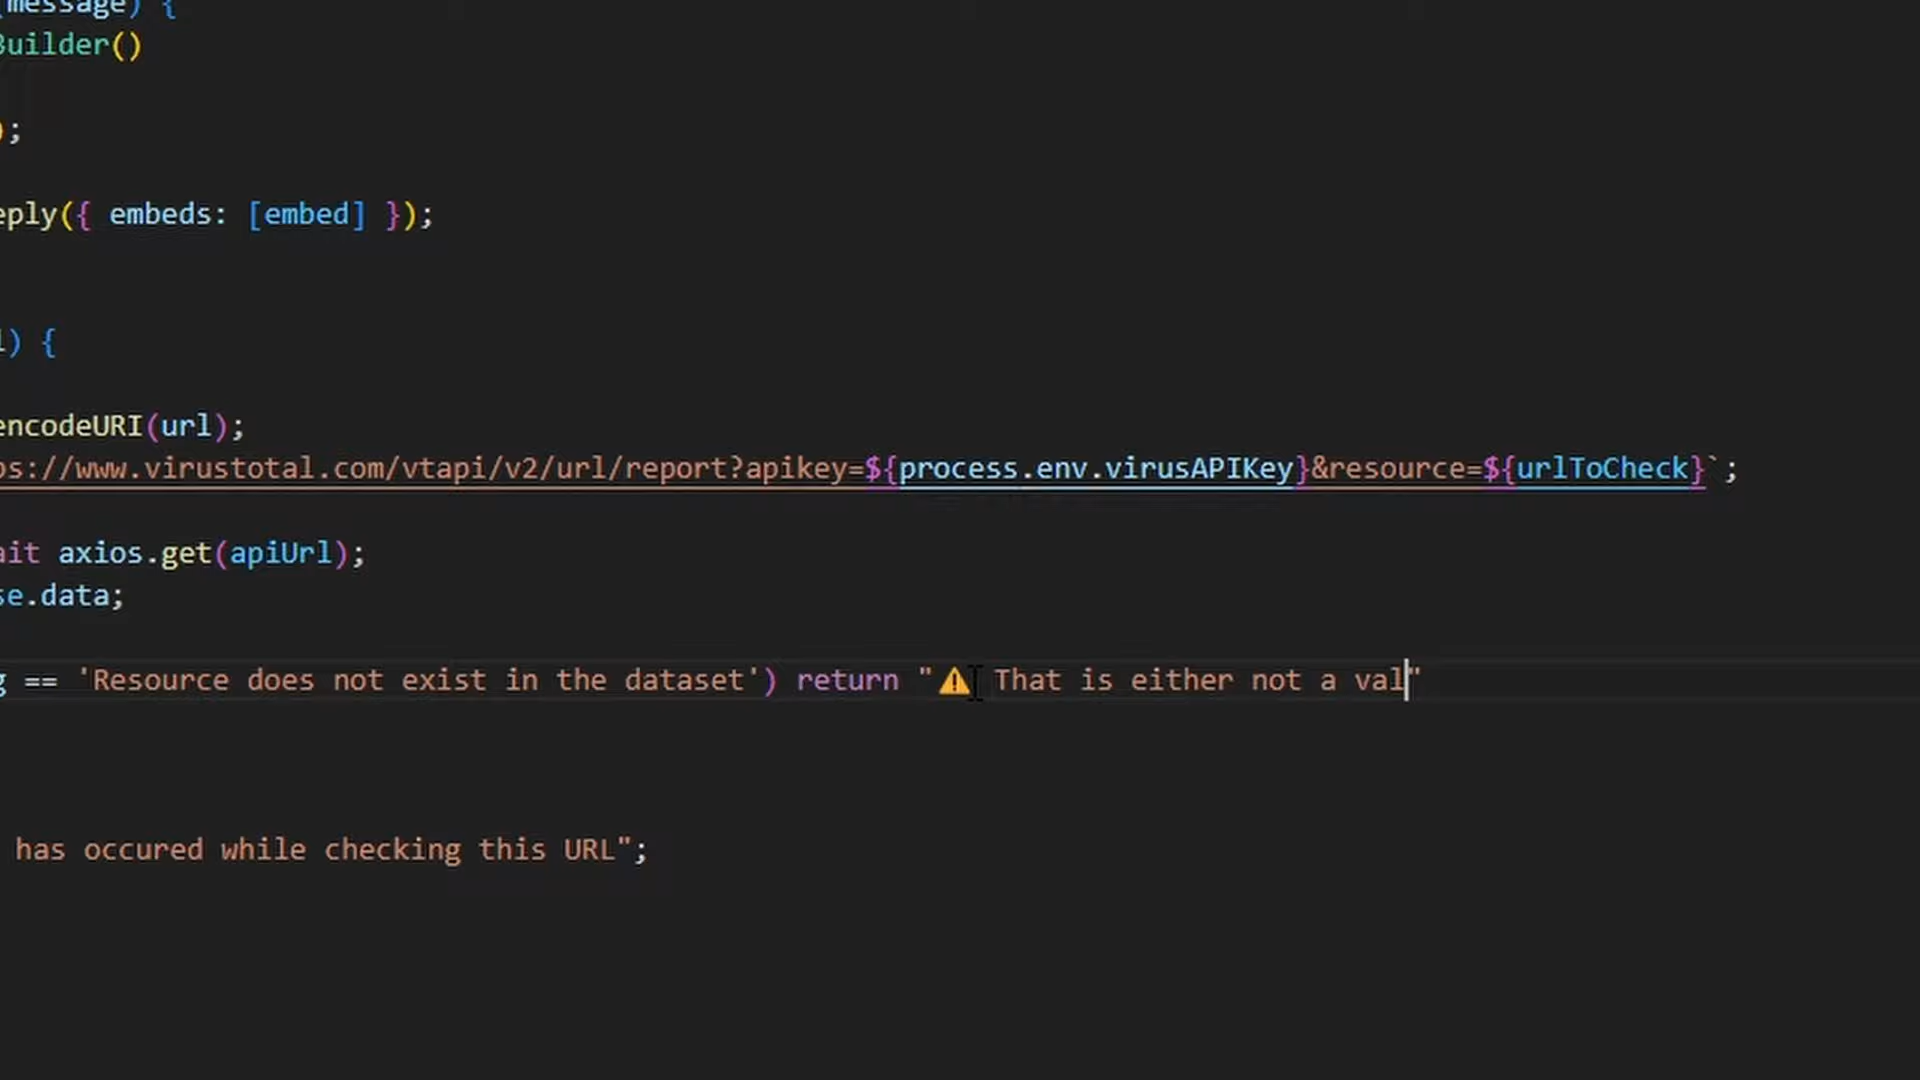 message) {
Builder()
);
eply({ embeds: [embed] });
l) {
encodeURI(url);
ps://www.virustotal.com/vtapi/v2/url/report?apikey=${process.env.virusAPIKey}&resource=${urlToCheck}`;
ait axios.get(apiUrl);
se.data;
g == 'Resource does not exist in the dataset') return "⚠ That is either not a val"
has occured while checking this URL";